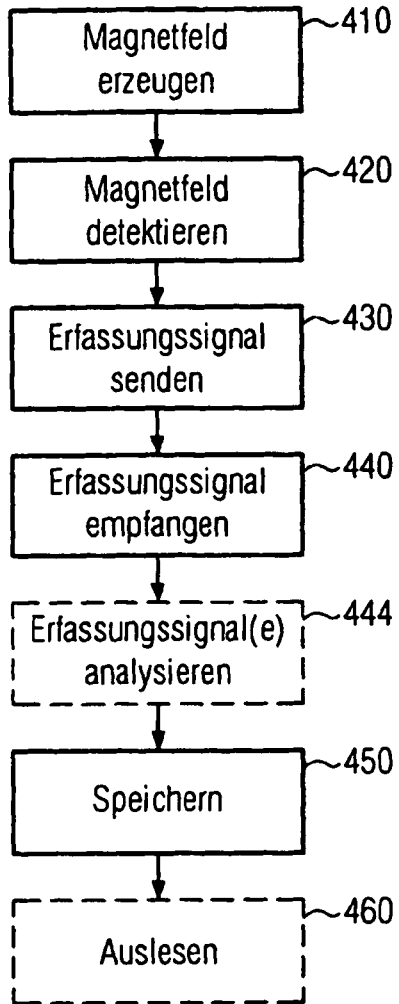 410
Magnetfeld
erzeugen
420
Magnetfeld
detektieren
430
Erfassungssignal
senden
440
Erfassungssignal
empfangen
444
Erfassungssignal(e)
analysieren
450
Speichern
460
Auslesen